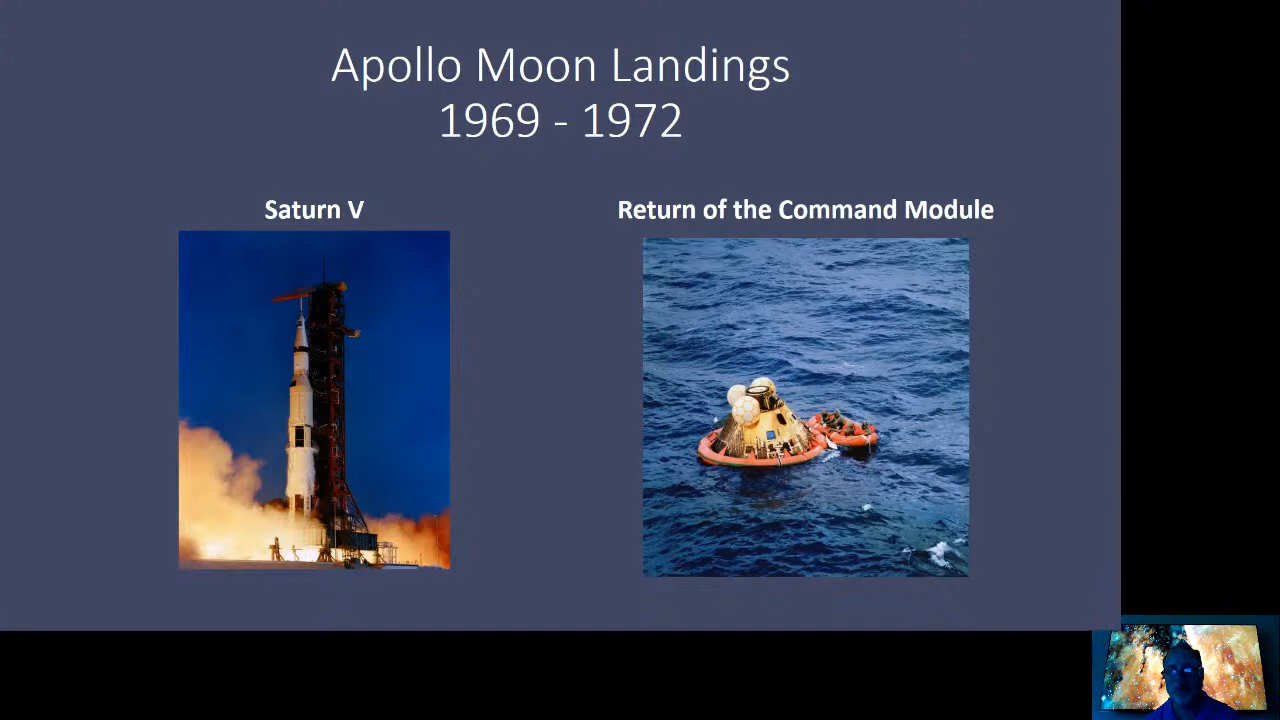 Apollo Moon Landings
1969 - 1972
Saturn V
Return of the Command Module